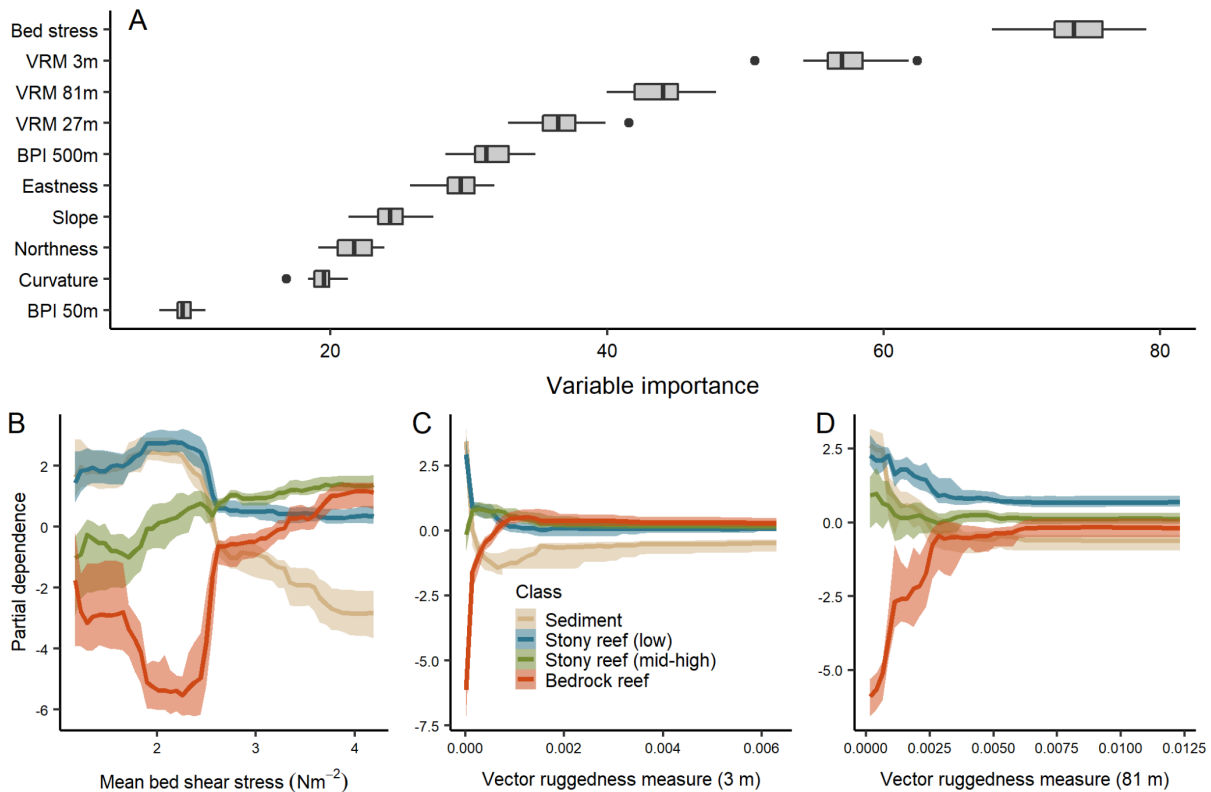 A
Bed stress
VRM 3m
VRM 81m
VRM 27m
BPI 500m
Eastness
Slope
Northness
Curvature
BPI 50m
20 40 60 80
Variable importance
B
Partial dependence
2
0
-2
-4
-6
2 3 4
Mean bed shear stress (Nm⁻²)
C
2.5
0.0
-2.5
-5.0
-7.5
Class
Sediment
Stony reef (low)
Stony reef (mid-high)
Bedrock reef
0.000 0.002 0.004 0.006
Vector ruggedness measure (3 m)
D
2.5
0.0
-2.5
-5.0
0.0000 0.0025 0.0050 0.0075 0.0100 0.0125
Vector ruggedness measure (81 m)